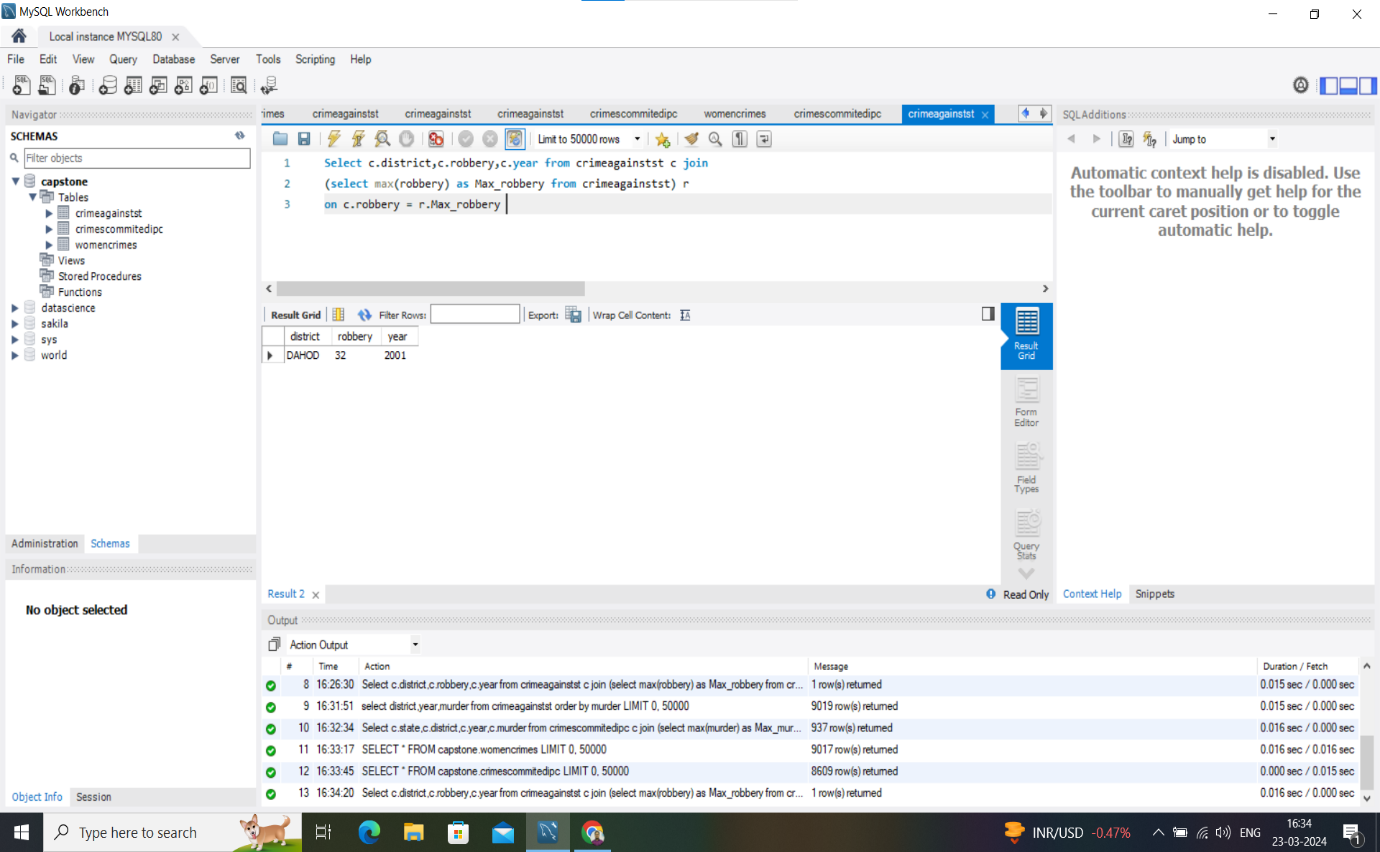 MySQL Workbench
Local instance MYSQL80
File Edit View Query Database Server Tools Scripting Help
Navigator
SCHEMAS
Filter objects
capstone
Tables
crimeagainstst
crimescommitedipc
womencrimes
Views
Stored Procedures
Functions
datascience
sakila
sys
world
Administration Schemas
Information
No object selected
Object Info Session
rimes crimeagainstst crimeagainstst crimeagainstst crimescommitedipc womencrimes crimescommitedipc crimeagainstst
Limit to 50000 rows
1 Select c.district,c.robbery,c.year from crimeagainstst c join
2 (select max(robbery) as Max_robbery from crimeagainstst) r
3 on c.robbery = r.Max_robbery
Result Grid Filter Rows: Export: Wrap Cell Content:
district robbery year
DAHOD 32 2001
Result Grid
Form Editor
Field Types
Query Stats
Result 2 Read Only
SQLAdditions
Jump to
Automatic context help is disabled. Use
the toolbar to manually get help for the
current caret position or to toggle
automatic help.
Context Help Snippets
Output
Action Output
# Time Action Message Duration / Fetch
8 16:26:30 Select c.district,c.robbery,c.year from crimeagainstst c join (select max(robbery) as Max_robbery from cr... 1 row(s) returned 0.015 sec / 0.000 sec
9 16:31:51 select district,year,murder from crimeagainstst order by murder LIMIT 0, 50000 9019 row(s) returned 0.015 sec / 0.000 sec
10 16:32:34 Select c.state,c.district,c.year,c.murder from crimescommitedipc c join (select max(murder) as Max_mur... 937 row(s) returned 0.016 sec / 0.000 sec
11 16:33:17 SELECT * FROM capstone.womencrimes LIMIT 0, 50000 9017 row(s) returned 0.016 sec / 0.016 sec
12 16:33:45 SELECT * FROM capstone.crimescommitedipc LIMIT 0, 50000 8609 row(s) returned 0.000 sec / 0.015 sec
13 16:34:20 Select c.district,c.robbery,c.year from crimeagainstst c join (select max(robbery) as Max_robbery from cr... 1 row(s) returned 0.016 sec / 0.000 sec
Type here to search
INR/USD -0.47%
ENG
16:34
23-03-2024
1